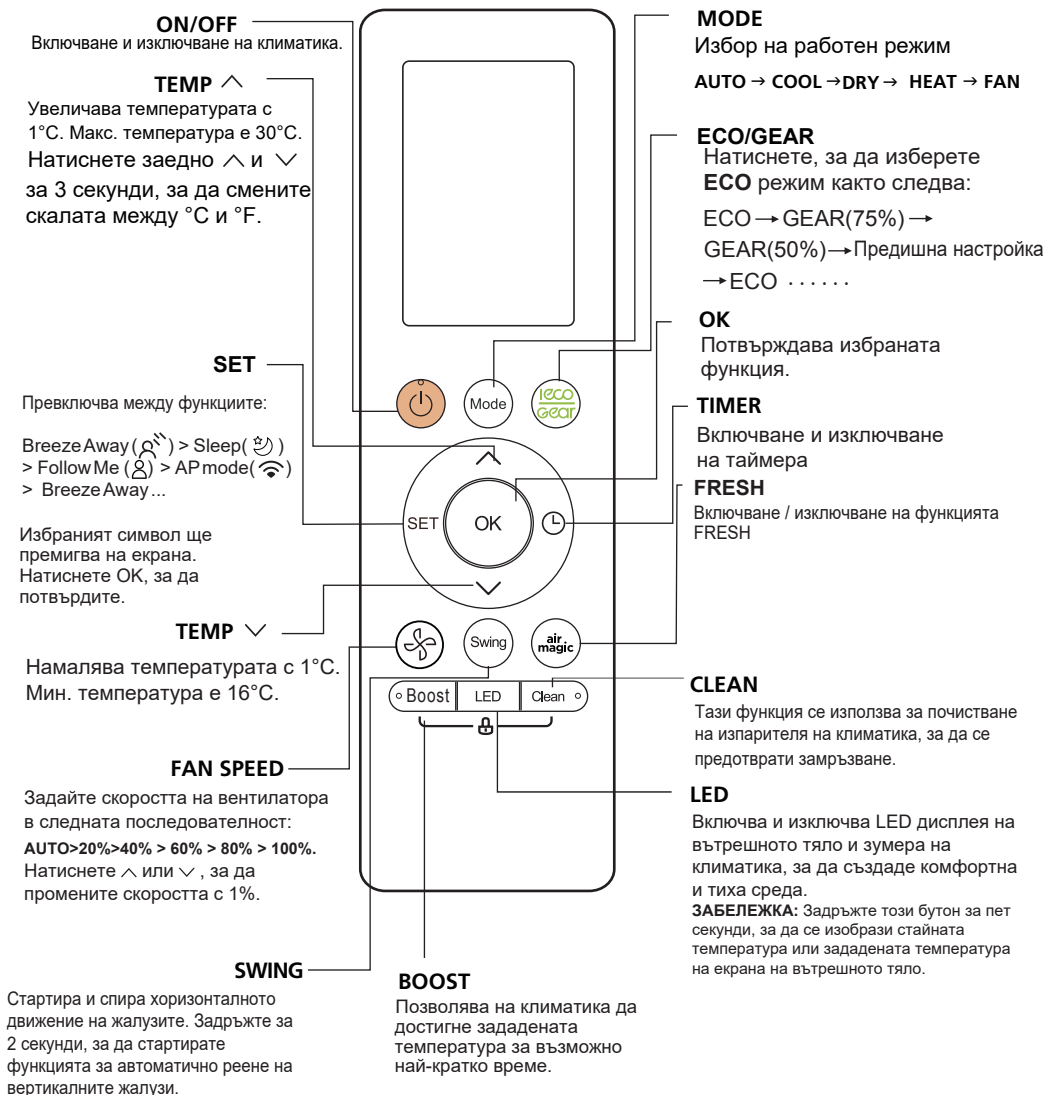 ON/OFF
Включване и изключване на климатика.
TEMP ︿
Увеличава температурата с
1°C. Макс. температура е 30°C.
Натиснете заедно ︿ и ﹀
за 3 секунди, за да смените
скалата между °C и °F.
SET
Превключва между функциите:
Breeze Away ( ) > Sleep( )
> Follow Me ( ) > AP mode( )
> Breeze Away ...
Избраният символ ще
премигва на екрана.
Натиснете OK, за да
потвърдите.
TEMP ﹀
Намалява температурата с 1°C.
Мин. температура е 16°C.
FAN SPEED
Задайте скоростта на вентилатора
в следната последователност:
AUTO>20%>40% > 60% > 80% > 100%.
Натиснете ︿ или ﹀ , за да
промените скоростта с 1%.
SWING
Стартира и спира хоризонталното
движение на жалузите. Задръжте за
2 секунди, за да стартирате
функцията за автоматично реене на
вертикалните жалузи.
Mode
ieco
Gear
SET
OK
Swing
air
magic
Boost
LED
Clean
BOOST
Позволява на климатика да
достигне зададената
температура за възможно
най-кратко време.
MODE
Избор на работен режим
AUTO → COOL →DRY → HEAT → FAN
ECO/GEAR
Натиснете, за да изберете
ECO режим както следва:
ECO → GEAR(75%) →
GEAR(50%)→Предишна настройка
→ECO ······
OK
Потвърждава избраната
функция.
TIMER
Включване и изключване
на таймера
FRESH
Включване / изключване на функцията
FRESH
CLEAN
Тази функция се използва за почистване
на изпарителя на климатика, за да се
предотврати замръзване.
LED
Включва и изключва LED дисплея на
вътрешното тяло и зумера на
климатика, за да създаде комфортна
и тиха среда.
ЗАБЕЛЕЖКА: Задръжте този бутон за пет
секунди, за да се изобрази стайната
температура или зададената температура
на екрана на вътрешното тяло.